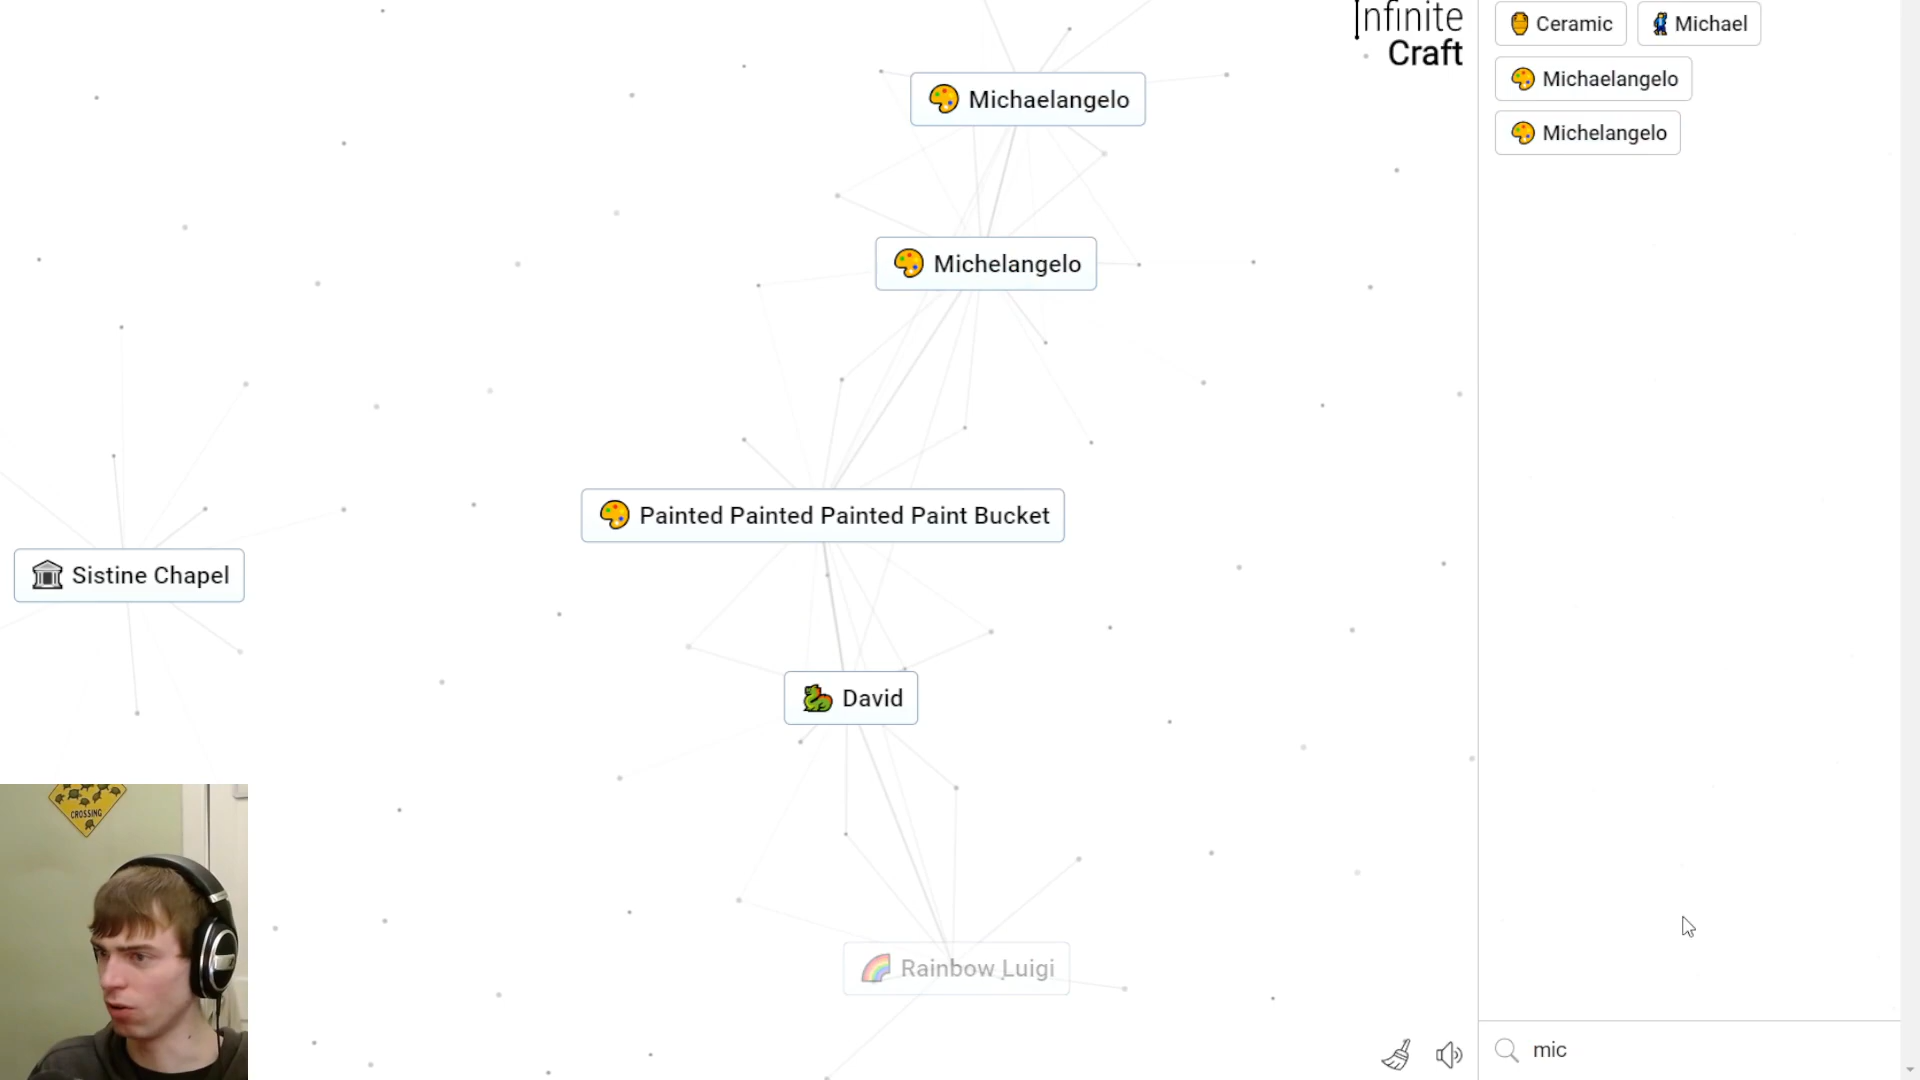 Infinite
Craft
Ceramic
Michael
Michaelangelo
Michelangelo
Michaelangelo
Michelangelo
Painted Painted Painted Paint Bucket
Sistine Chapel
David
Rainbow Luigi
CROSSING
mic